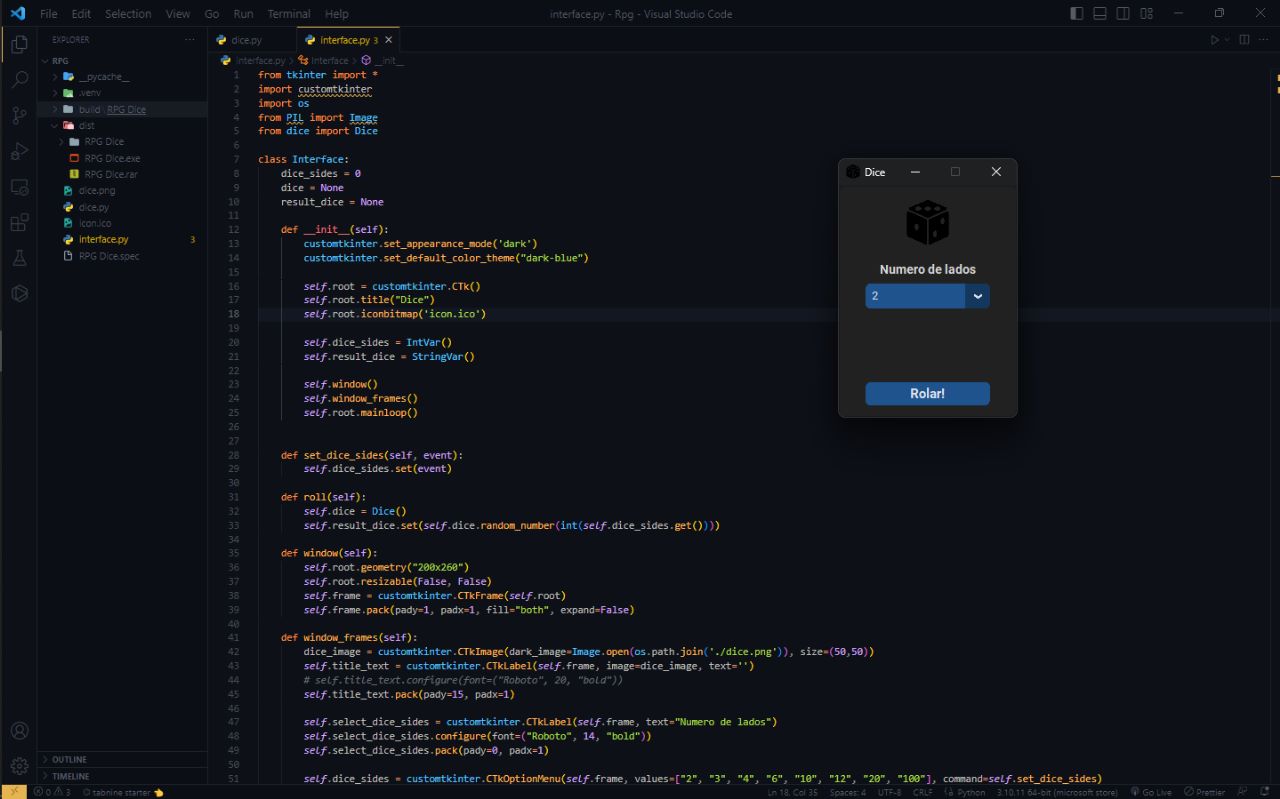 File Edit Selection View Go Run Terminal Help
interface.py - Rpg - Visual Studio Code
EXPLORER
RPG
__pycache__
.venv
build \ RPG Dice
dist
RPG Dice
RPG Dice.exe
RPG Dice.rar
dice.png
dice.py
icon.ico
interface.py 3
RPG Dice.spec
OUTLINE
TIMELINE
dice.py
interface.py 3
interface.py > Interface > __init__
1 from tkinter import *
2 import customtkinter
3 import os
4 from PIL import Image
5 from dice import Dice
6
7 class Interface:
8 dice_sides = 0
9 dice = None
10 result_dice = None
11
12 def __init__(self):
13 customtkinter.set_appearance_mode('dark')
14 customtkinter.set_default_color_theme("dark-blue")
15
16 self.root = customtkinter.CTk()
17 self.root.title("Dice")
18 self.root.iconbitmap('icon.ico')
19
20 self.dice_sides = IntVar()
21 self.result_dice = StringVar()
22
23 self.window()
24 self.window_frames()
25 self.root.mainloop()
26
27
28 def set_dice_sides(self, event):
29 self.dice_sides.set(event)
30
31 def roll(self):
32 self.dice = Dice()
33 self.result_dice.set(self.dice.random_number(int(self.dice_sides.get())))
34
35 def window(self):
36 self.root.geometry("200x260")
37 self.root.resizable(False, False)
38 self.frame = customtkinter.CTkFrame(self.root)
39 self.frame.pack(pady=1, padx=1, fill="both", expand=False)
40
41 def window_frames(self):
42 dice_image = customtkinter.CTkImage(dark_image=Image.open(os.path.join('./dice.png')), size=(50,50))
43 self.title_text = customtkinter.CTkLabel(self.frame, image=dice_image, text='')
44 # self.title_text.configure(font=("Roboto", 20, "bold"))
45 self.title_text.pack(pady=15, padx=1)
46
47 self.select_dice_sides = customtkinter.CTkLabel(self.frame, text="Numero de lados")
48 self.select_dice_sides.configure(font=("Roboto", 14, "bold"))
49 self.select_dice_sides.pack(pady=0, padx=1)
50
51 self.dice_sides = customtkinter.CTkOptionMenu(self.frame, values=["2", "3", "4", "6", "10", "12", "20", "100"], command=self.set_dice_sides)
Dice
Numero de lados
2
Rolar!
0 3 tabnine starter
Ln 18, Col 35 Spaces: 4 UTF-8 CRLF Python 3.10.11 64-bit (microsoft store) Go Live Prettier